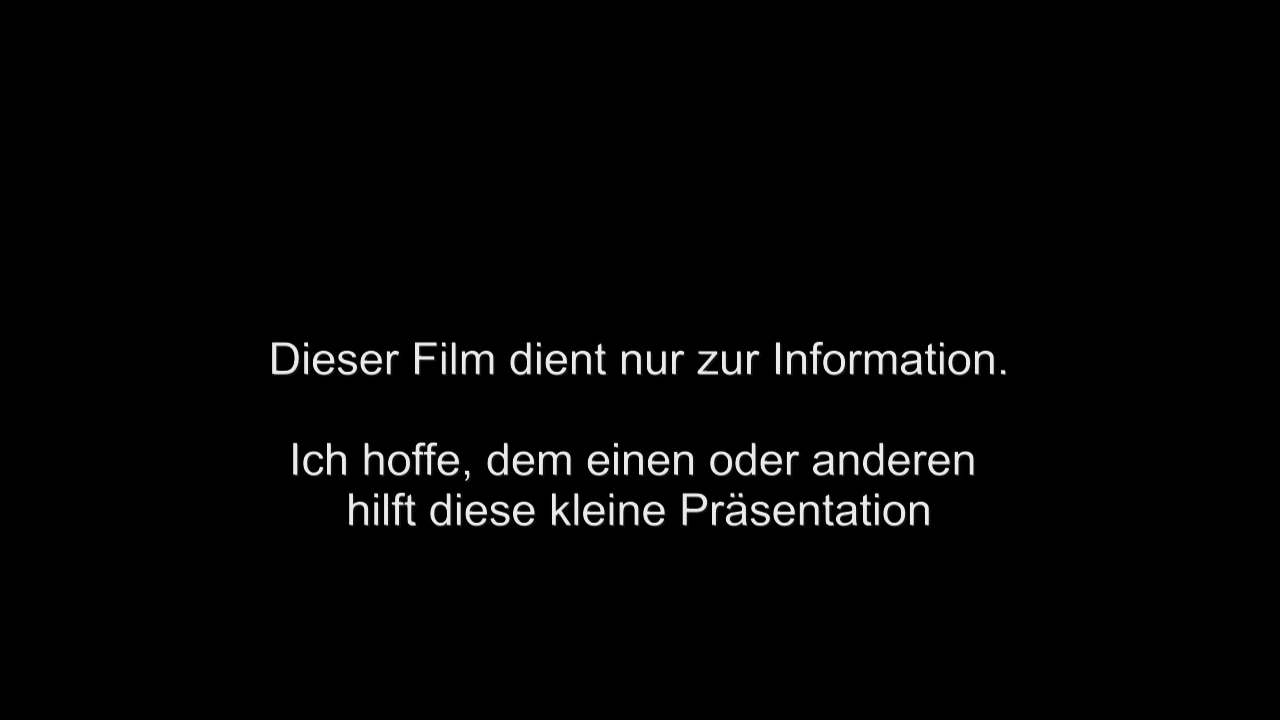 Dieser Film dient nur zur Information.
Ich hoffe, dem einen oder anderen
hilft diese kleine Präsentation